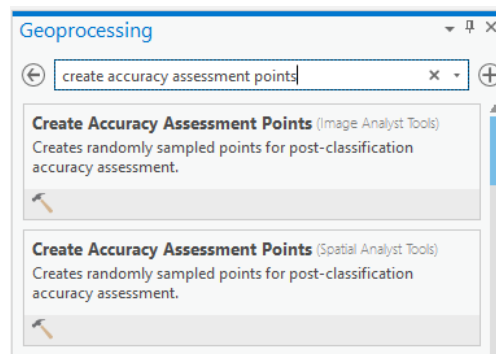 Geoprocessing
create accuracy assessment points
Create Accuracy Assessment Points (Image Analyst Tools)
Creates randomly sampled points for post-classification
accuracy assessment.
Create Accuracy Assessment Points (Spatial Analyst Tools)
Creates randomly sampled points for post-classification
accuracy assessment.